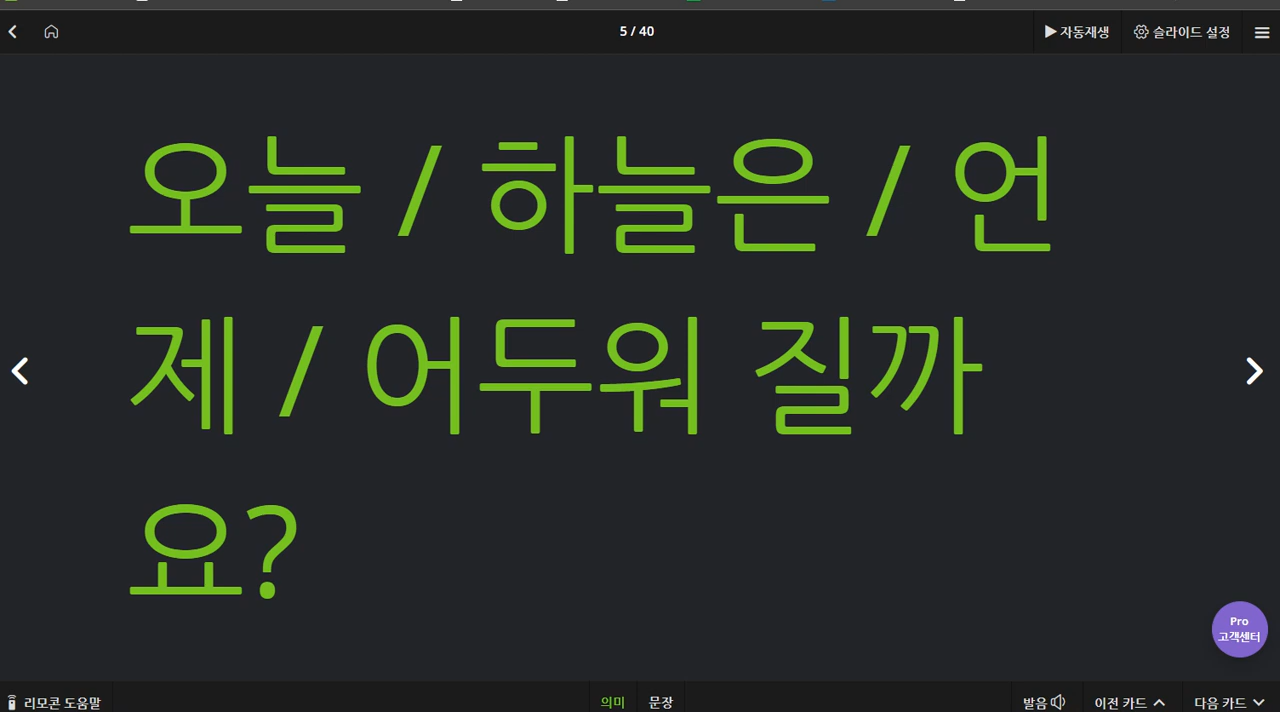 5 / 40
자동재생
슬라이드 설정
오늘 / 하늘은 / 언
제 / 어두워 질까
요?
Pro
고객센터
리모콘 도움말
의미
문장
발음
이전 카드
다음 카드